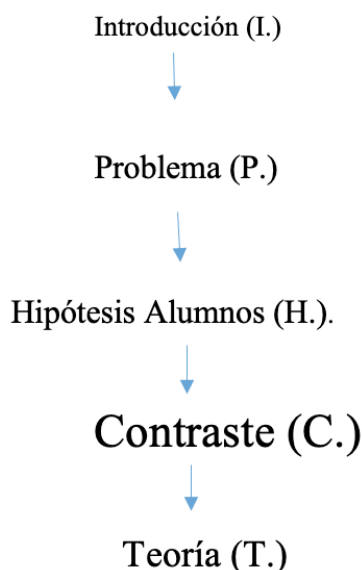 Introducción (I.)
Problema (P.)
Hipótesis Alumnos (H.).
Contraste (C.)
Teoría (T.)